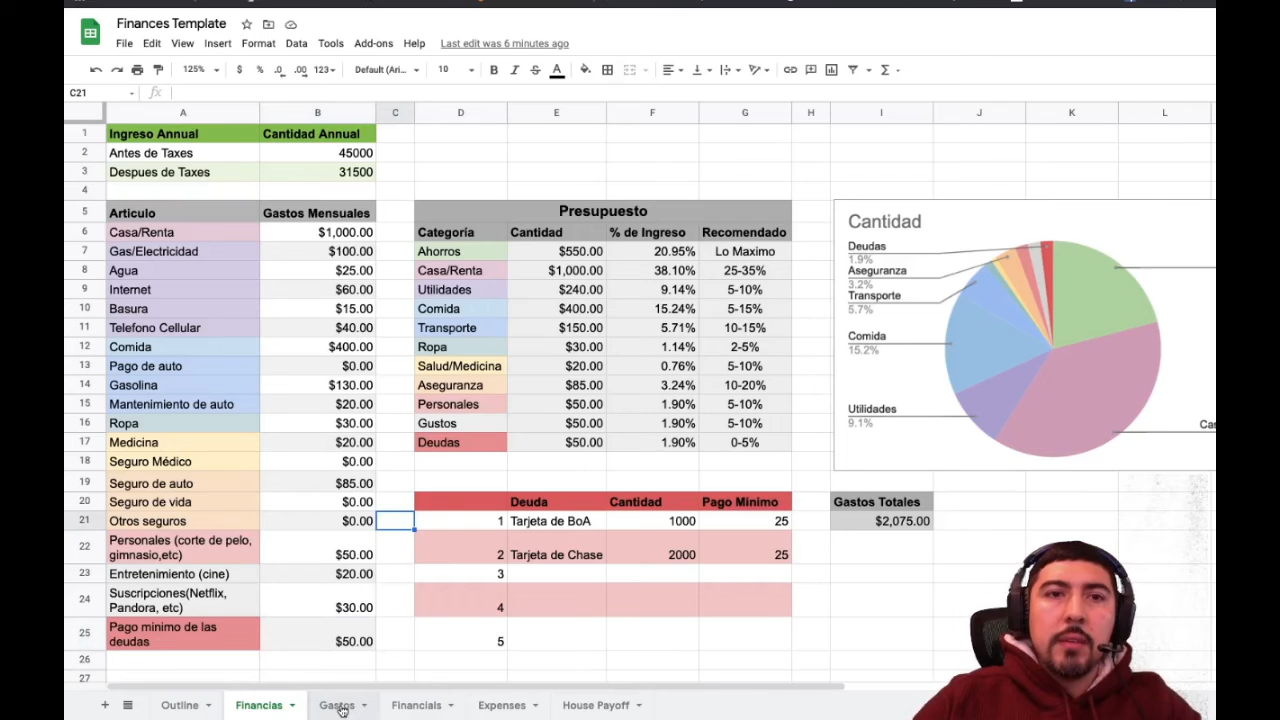 Finances Template
File Edit View Insert Format Data Tools Add-ons Help Last edit was 6 minutes ago
125% $ % .0 .00 123 Default (Ari... 10 B I S A
C21 fx
A B C D E F G H I J K L
1 Ingreso Annual Cantidad Annual
2 Antes de Taxes 45000
3 Despues de Taxes 31500
4
5 Articulo Gastos Mensuales Presupuesto
6 Casa/Renta $1,000.00 Categoría Cantidad % de Ingreso Recomendado
7 Gas/Electricidad $100.00 Ahorros $550.00 20.95% Lo Maximo
8 Agua $25.00 Casa/Renta $1,000.00 38.10% 25-35%
9 Internet $60.00 Utilidades $240.00 9.14% 5-10%
10 Basura $15.00 Comida $400.00 15.24% 5-15%
11 Telefono Cellular $40.00 Transporte $150.00 5.71% 10-15%
12 Comida $400.00 Ropa $30.00 1.14% 2-5%
13 Pago de auto $0.00 Salud/Medicina $20.00 0.76% 5-10%
14 Gasolina $130.00 Aseguranza $85.00 3.24% 10-20%
15 Mantenimiento de auto $20.00 Personales $50.00 1.90% 5-10%
16 Ropa $30.00 Gustos $50.00 1.90% 5-10%
17 Medicina $20.00 Deudas $50.00 1.90% 0-5%
18 Seguro Médico $0.00
19 Seguro de auto $85.00
20 Seguro de vida $0.00 Deuda Cantidad Pago Minimo Gastos Totales
21 Otros seguros $0.00 1 Tarjeta de BoA 1000 25 $2,075.00
Personales (corte de pelo,
22 gimnasio,etc) $50.00 2 Tarjeta de Chase 2000 25
23 Entretenimiento (cine) $20.00 3
Suscripciones(Netflix,
24 Pandora, etc) $30.00 4
Pago minimo de las
25 deudas $50.00 5
26
27
Cantidad
Deudas
1.9%
Aseguranza
3.2%
Transporte
5.7%
Comida
15.2%
Utilidades
9.1%
Cas
Outline Financias Gastos Financials Expenses House Payoff